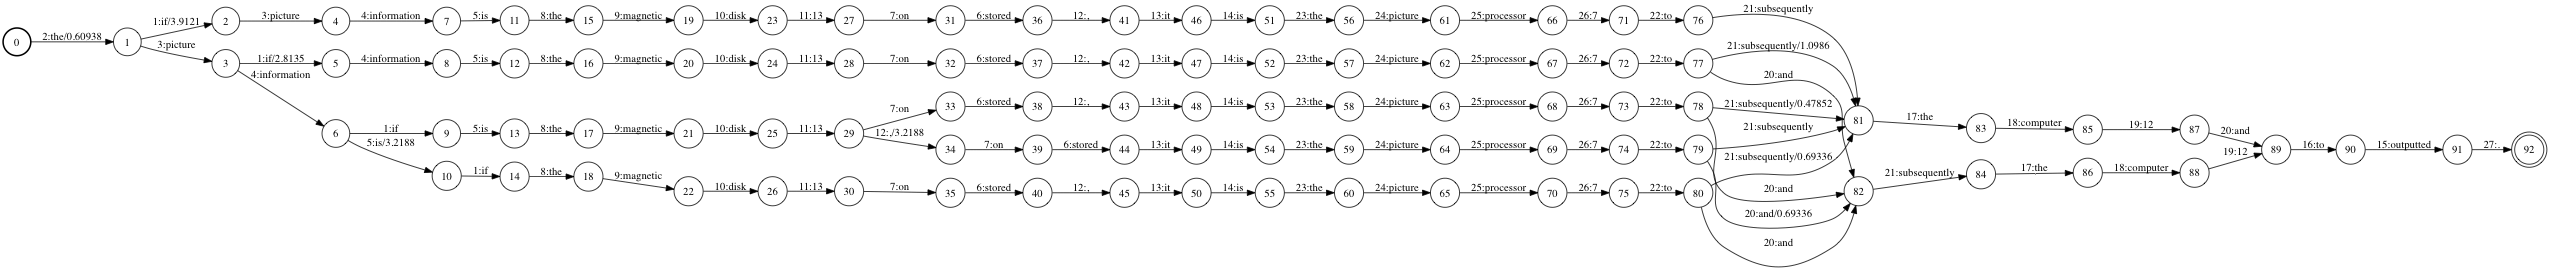 0 2:the/0.60938 1 1:if/3.9121 2 3:picture 4 4:information 7 5:is 11 8:the 15 9:magnetic 19 10:disk 23 11:13 27 7:on 31 6:stored 36 12:, 41 13:it 46 14:is 51 23:the 56 24:picture 61 25:processor 66 26:7 71 22:to 76 21:subsequently
3:picture 3 1:if/2.8135 5 4:information 8 5:is 12 8:the 16 9:magnetic 20 10:disk 24 11:13 28 7:on 32 6:stored 37 12:, 42 13:it 47 14:is 52 23:the 57 24:picture 62 25:processor 67 26:7 72 22:to 77 21:subsequently/1.0986
20:and
4:information 6 1:if 9 5:is 13 8:the 17 9:magnetic 21 10:disk 25 11:13 29 7:on 33 6:stored 38 12:, 43 13:it 48 14:is 53 23:the 58 24:picture 63 25:processor 68 26:7 73 22:to 78 21:subsequently/0.47852 81 17:the 83 18:computer 85 19:12 87 20:and
12:,/3.2188 34 7:on 39 6:stored 44 13:it 49 14:is 54 23:the 59 24:picture 64 25:processor 69 26:7 74 22:to 79 21:subsequently 89 16:to 90 15:outputted 91 27:. 92
5:is/3.2188 10 1:if 14 8:the 18 9:magnetic 22 10:disk 26 11:13 30 7:on 35 6:stored 40 12:, 45 13:it 50 14:is 55 23:the 60 24:picture 65 25:processor 70 26:7 75 22:to 80 21:subsequently/0.69336
20:and 82 21:subsequently 84 17:the 86 18:computer 88 19:12
20:and/0.69336
20:and